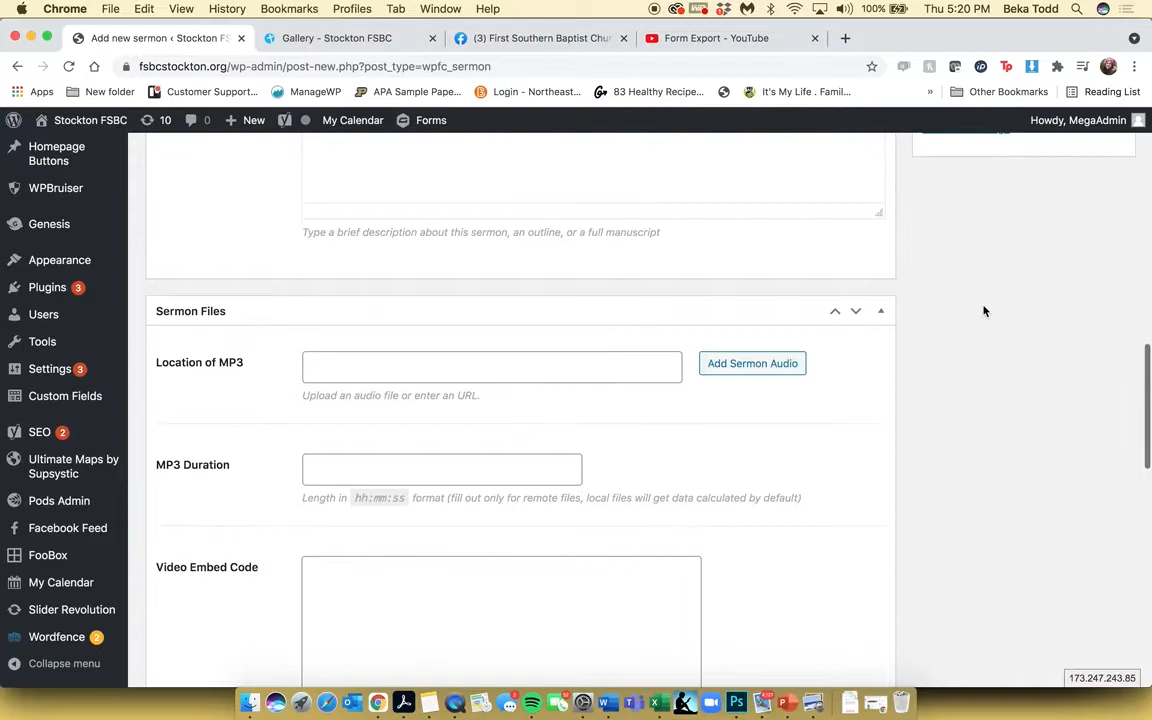 Chrome File Edit View History Bookmarks Profiles Tab Window Help 100% Thu 5:20 PM Beka Todd
Add new sermon ‹ Stockton FS Gallery - Stockton FSBC (3) First Southern Baptist Chur Form Export - YouTube
fsbcstockton.org/wp-admin/post-new.php?post_type=wpfc_sermon
Apps New folder Customer Support... ManageWP APA Sample Pape... Login - Northeast... 83 Healthy Recipe... It's My Life . Famil... » Other Bookmarks Reading List
Stockton FSBC 10 0 New My Calendar Forms Howdy, MegaAdmin
Homepage
Buttons
WPBruiser
Genesis
Appearance
Plugins 3
Users
Tools
Settings 3
Custom Fields
SEO 2
Ultimate Maps by
Supsystic
Pods Admin
Facebook Feed
FooBox
My Calendar
Slider Revolution
Wordfence 2
Collapse menu
Type a brief description about this sermon, an outline, or a full manuscript
Sermon Files
Location of MP3 Add Sermon Audio
Upload an audio file or enter an URL.
MP3 Duration
Length in hh:mm:ss format (fill out only for remote files, local files will get data calculated by default)
Video Embed Code
173.247.243.85